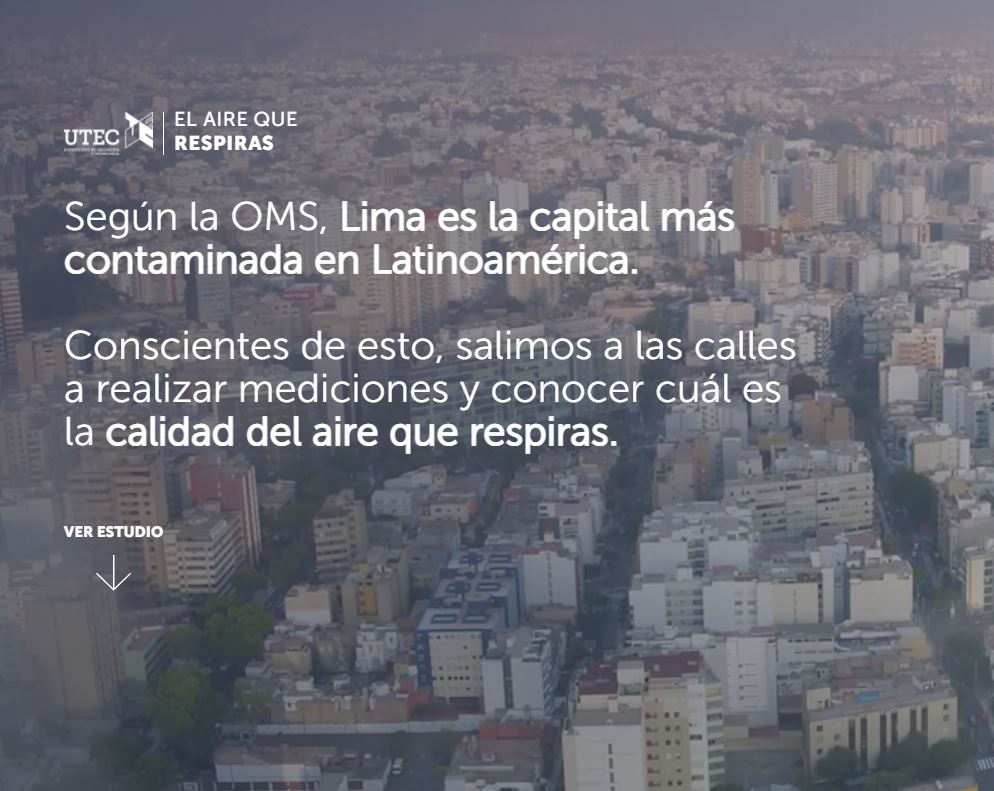 UTEC
EL AIRE QUE
RESPIRAS
Según la OMS, Lima es la capital más
contaminada en Latinoamérica.
Conscientes de esto, salimos a las calles
a realizar mediciones y conocer cuál es
la calidad del aire que respiras.
VER ESTUDIO